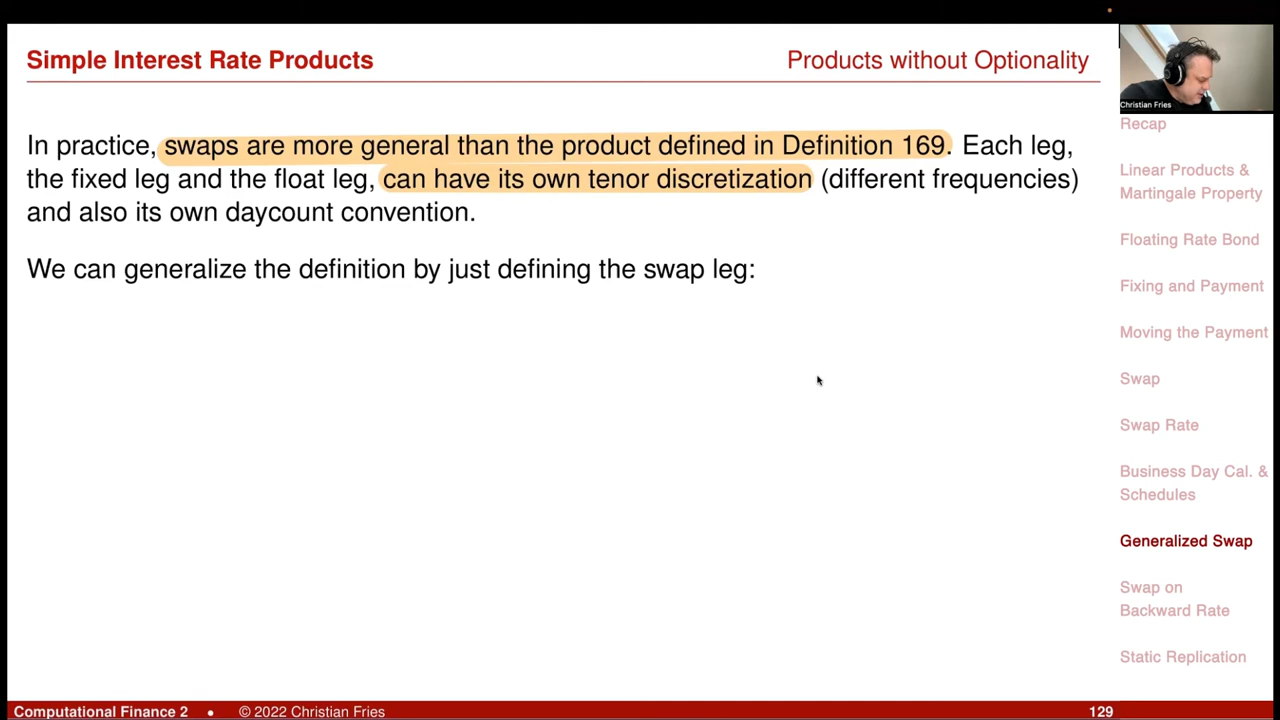 Simple Interest Rate Products
Products without Optionality
In practice, swaps are more general than the product defined in Definition 169. Each leg,
the fixed leg and the float leg, can have its own tenor discretization (different frequencies)
and also its own daycount convention.
We can generalize the definition by just defining the swap leg:
Christian Fries
Recap
Linear Products &
Martingale Property
Floating Rate Bond
Fixing and Payment
Moving the Payment
Swap
Swap Rate
Business Day Cal. &
Schedules
Generalized Swap
Swap on
Backward Rate
Static Replication
Computational Finance 2 • © 2022 Christian Fries
129